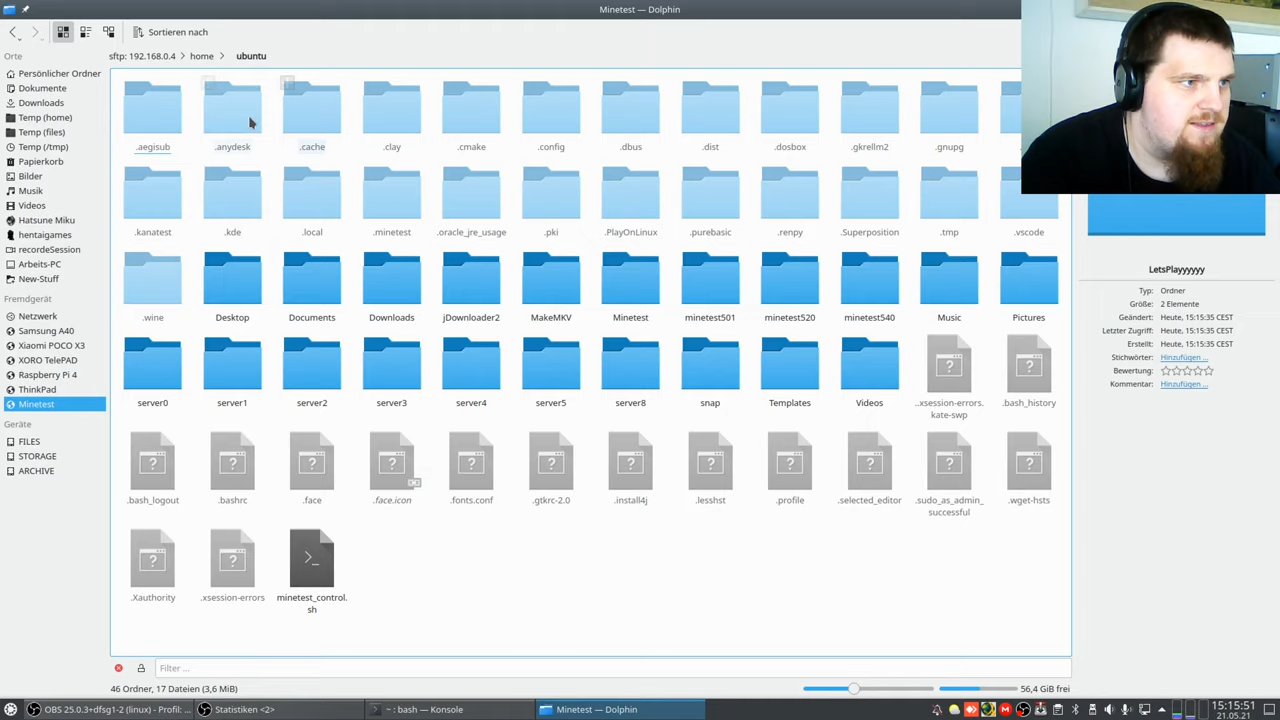 Minetest — Dolphin
Sortieren nach
Orte
sftp: 192.168.0.4 > home > ubuntu
Persönlicher Ordner
Dokumente
Downloads
Temp (home)
Temp (files)
Temp (/tmp)
Papierkorb
Bilder
Musik
Videos
Hatsune Miku
hentaigames
recordeSession
Arbeits-PC
New-Stuff
Fremdgerät
Netzwerk
Samsung A40
Xiaomi POCO X3
XORO TelePAD
Raspberry Pi 4
ThinkPad
Minetest
Geräte
FILES
STORAGE
ARCHIVE
.aegisub .anydesk .cache .clay .cmake .config .dbus .dist .dosbox .gkrellm2 .gnupg
.kanatest .kde .local .minetest .oracle_jre_usage .pki .PlayOnLinux .purebasic .renpy .Superposition .tmp .vscode
.wine Desktop Documents Downloads jDownloader2 MakeMKV Minetest minetest501 minetest520 minetest540 Music Pictures
server0 server1 server2 server3 server4 server5 server8 snap Templates Videos ..xsession-errors. .bash_history
kate-swp
.bash_logout .bashrc .face .face.icon .fonts.conf .gtkrc-2.0 .install4j .lesshst .profile .selected_editor .sudo_as_admin_ .wget-hsts
successful
.Xauthority .xsession-errors minetest_control.
sh
LetsPlayyyyyy
Typ: Ordner
Größe: 2 Elemente
Geändert: Heute, 15:15:35 CEST
Letzter Zugriff: Heute, 15:15:35 CEST
Erstellt: Heute, 15:15:35 CEST
Stichwörter: Hinzufügen ...
Bewertung:
Kommentar: Hinzufügen ...
Filter ...
46 Ordner, 17 Dateien (3,6 MiB)
56,4 GiB frei
OBS 25.0.3+dfsg1-2 (linux) - Profil: ...
Statistiken <2>
~ : bash — Konsole
Minetest — Dolphin
15:15:51
21.05.21